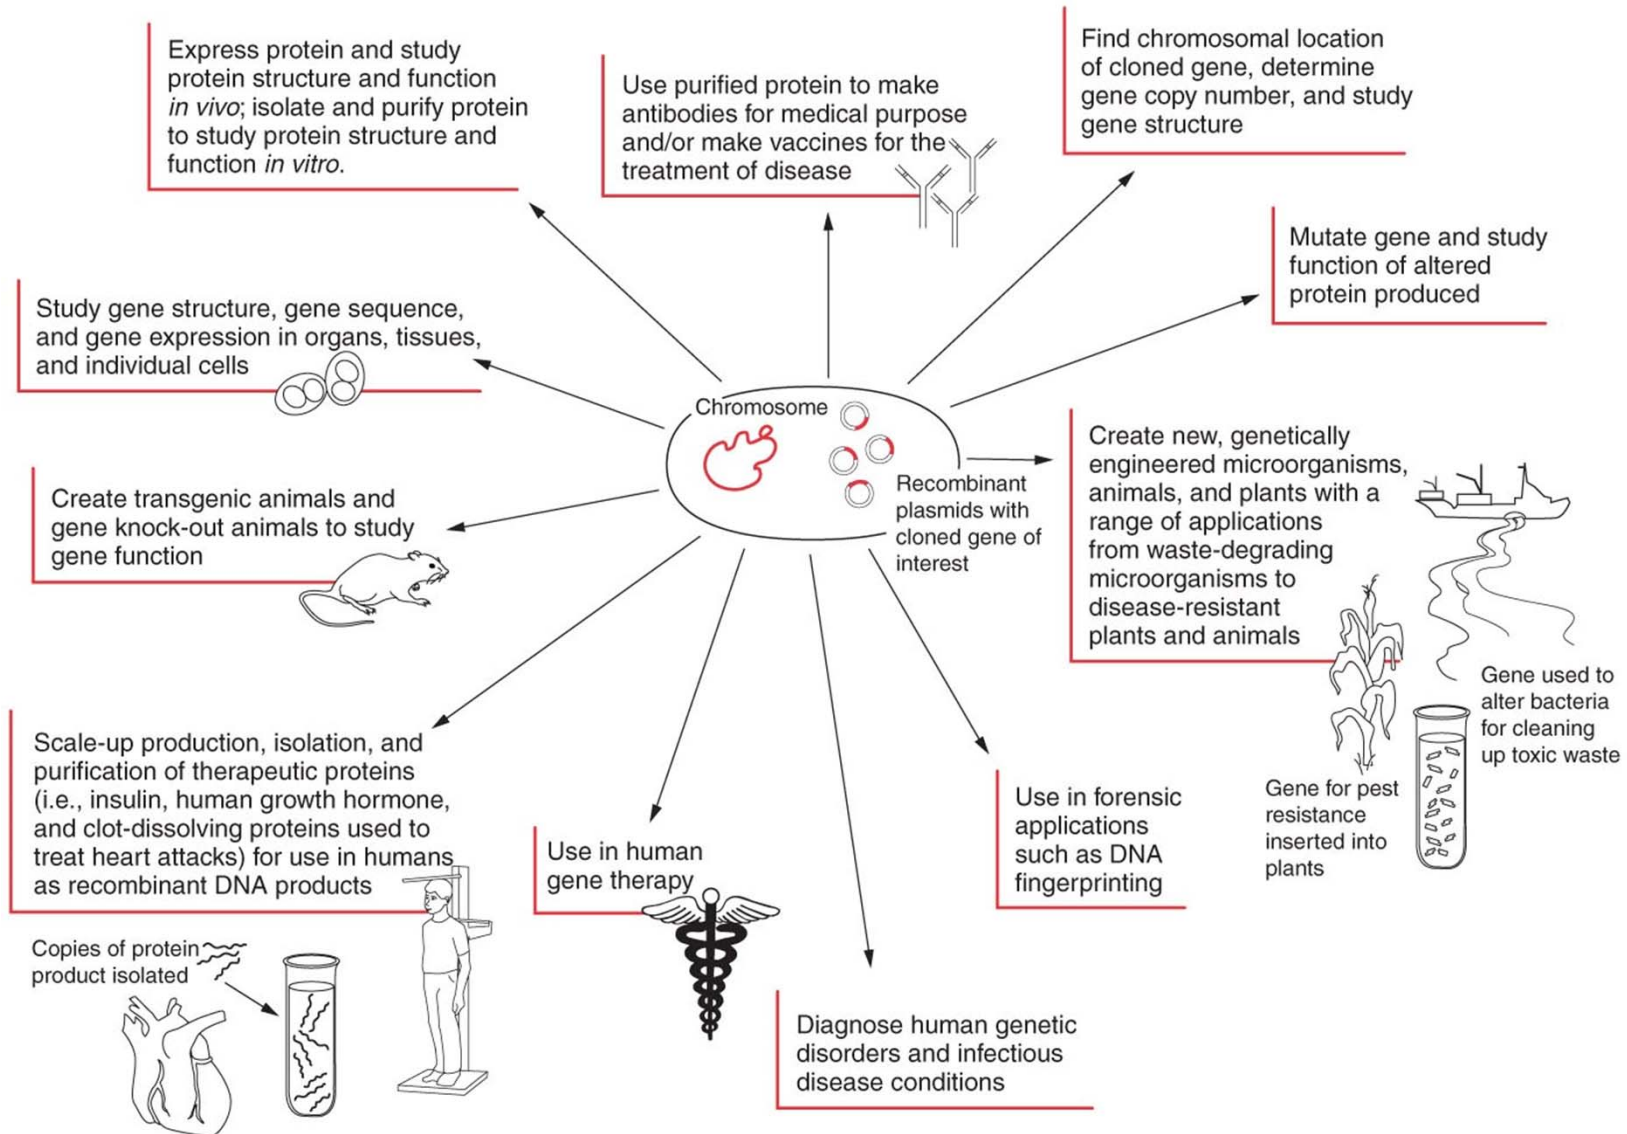 Express protein and study
protein structure and function
in vivo; isolate and purify protein
to study protein structure and
function in vitro.
Use purified protein to make
antibodies for medical purpose
and/or make vaccines for the
treatment of disease
Find chromosomal location
of cloned gene, determine
gene copy number, and study
gene structure
Mutate gene and study
function of altered
protein produced
Study gene structure, gene sequence,
and gene expression in organs, tissues,
and individual cells
Chromosome
Recombinant
plasmids with
cloned gene of
interest
Create new, genetically
engineered microorganisms,
animals, and plants with a
range of applications
from waste-degrading
microorganisms to
disease-resistant
plants and animals
Create transgenic animals and
gene knock-out animals to study
gene function
Gene used to
alter bacteria
for cleaning
up toxic waste
Gene for pest
resistance
inserted into
plants
Scale-up production, isolation, and
purification of therapeutic proteins
(i.e., insulin, human growth hormone,
and clot-dissolving proteins used to
treat heart attacks) for use in humans
as recombinant DNA products
Copies of protein
product isolated
Use in human
gene therapy
Use in forensic
applications
such as DNA
fingerprinting
Diagnose human genetic
disorders and infectious
disease conditions